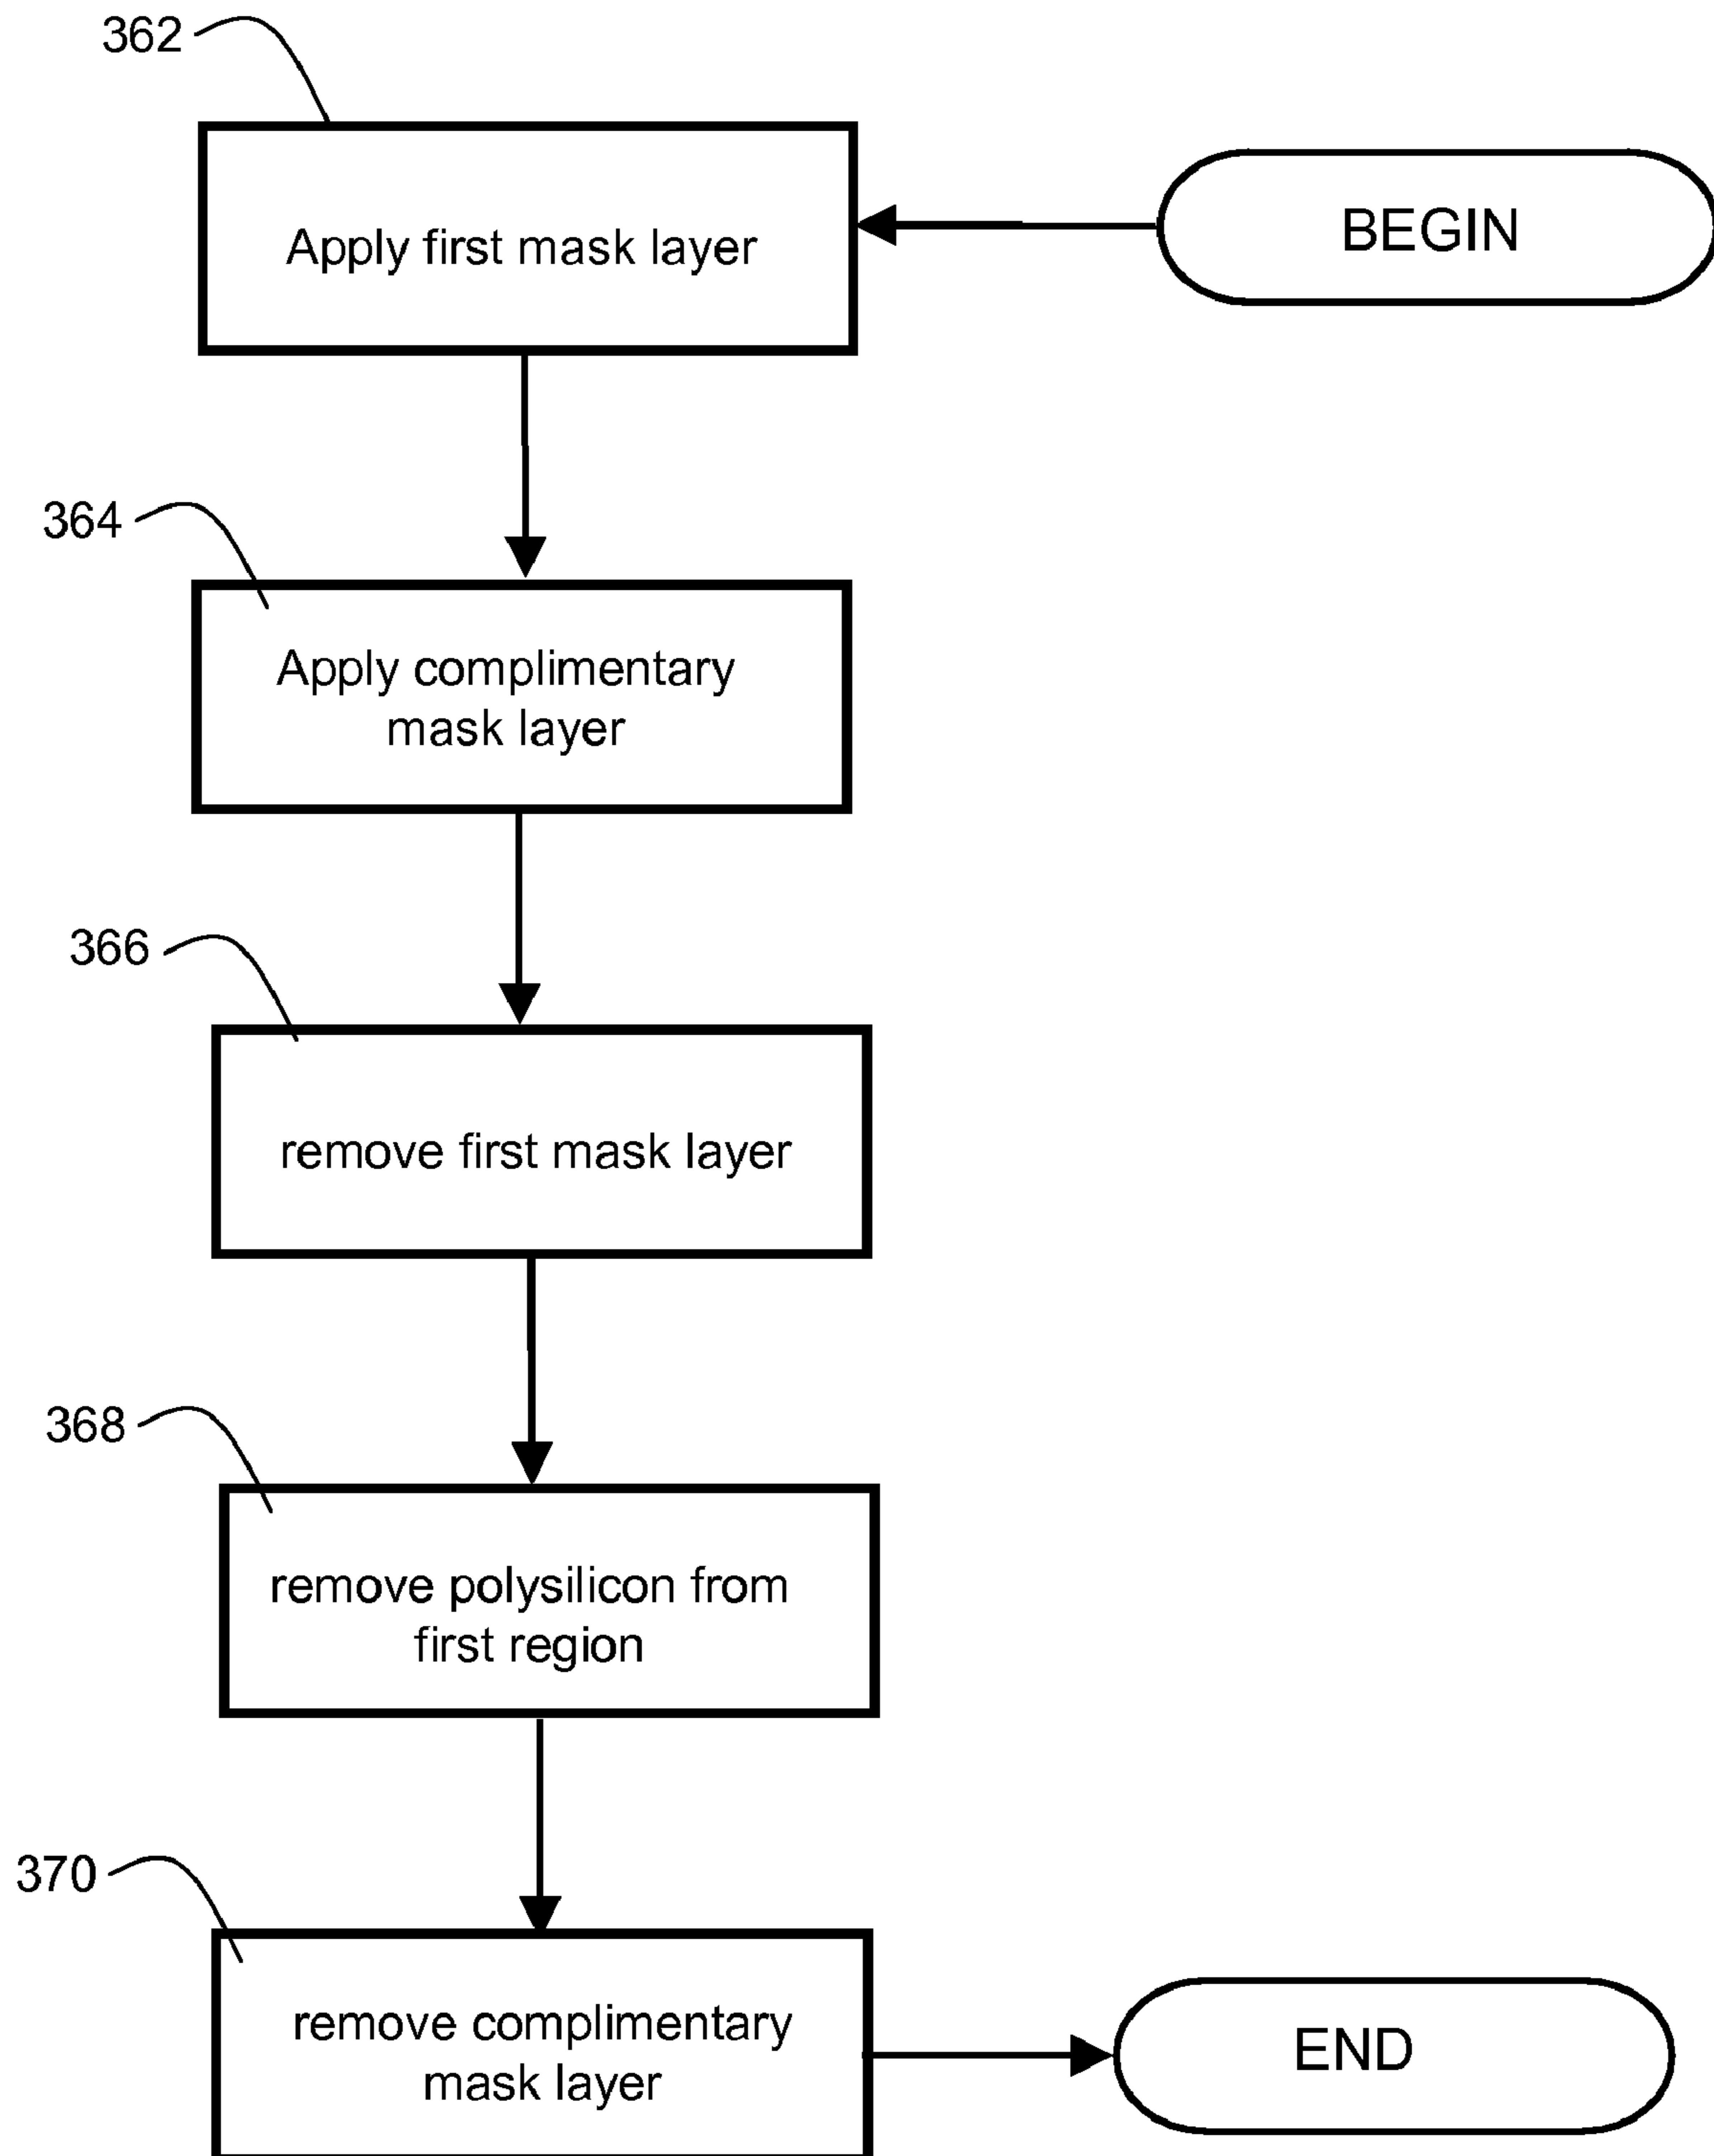 362
Apply first mask layer
BEGIN
364
Apply complimentary
mask layer
366
remove first mask layer
368
remove polysilicon from
first region
370
remove complimentary
mask layer
END